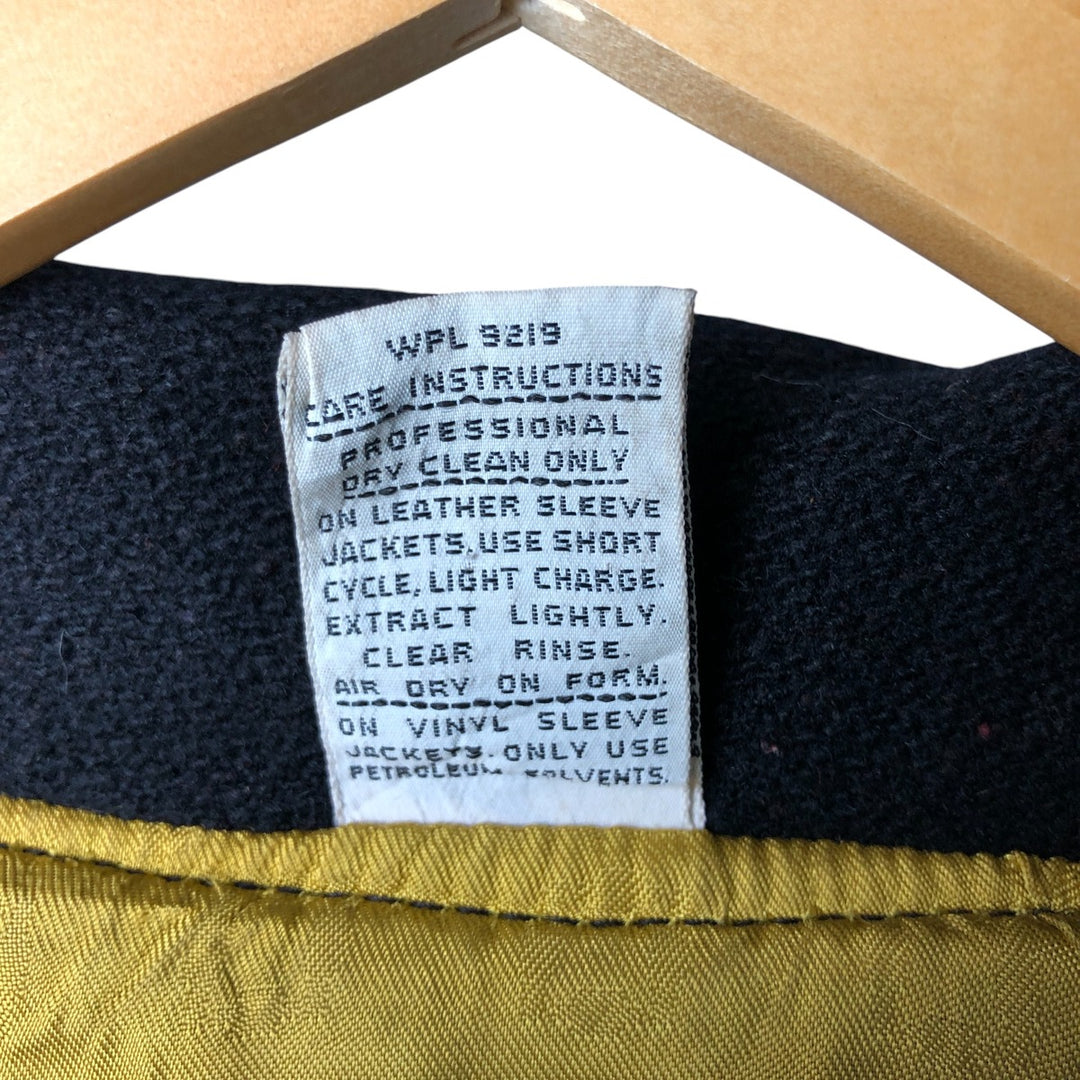 WPL 9219
CARE INSTRUCTIONS
PROFESSIONAL
DRY CLEAN ONLY
ON LEATHER SLEEVE
JACKETS. USE SHORT
CYCLE, LIGHT CHARGE.
EXTRACT LIGHTLY.
CLEAR RINSE.
AIR DRY ON FORM.
ON VINYL SLEEVE
JACKETS. ONLY USE
PETROLEUM SOLVENTS.